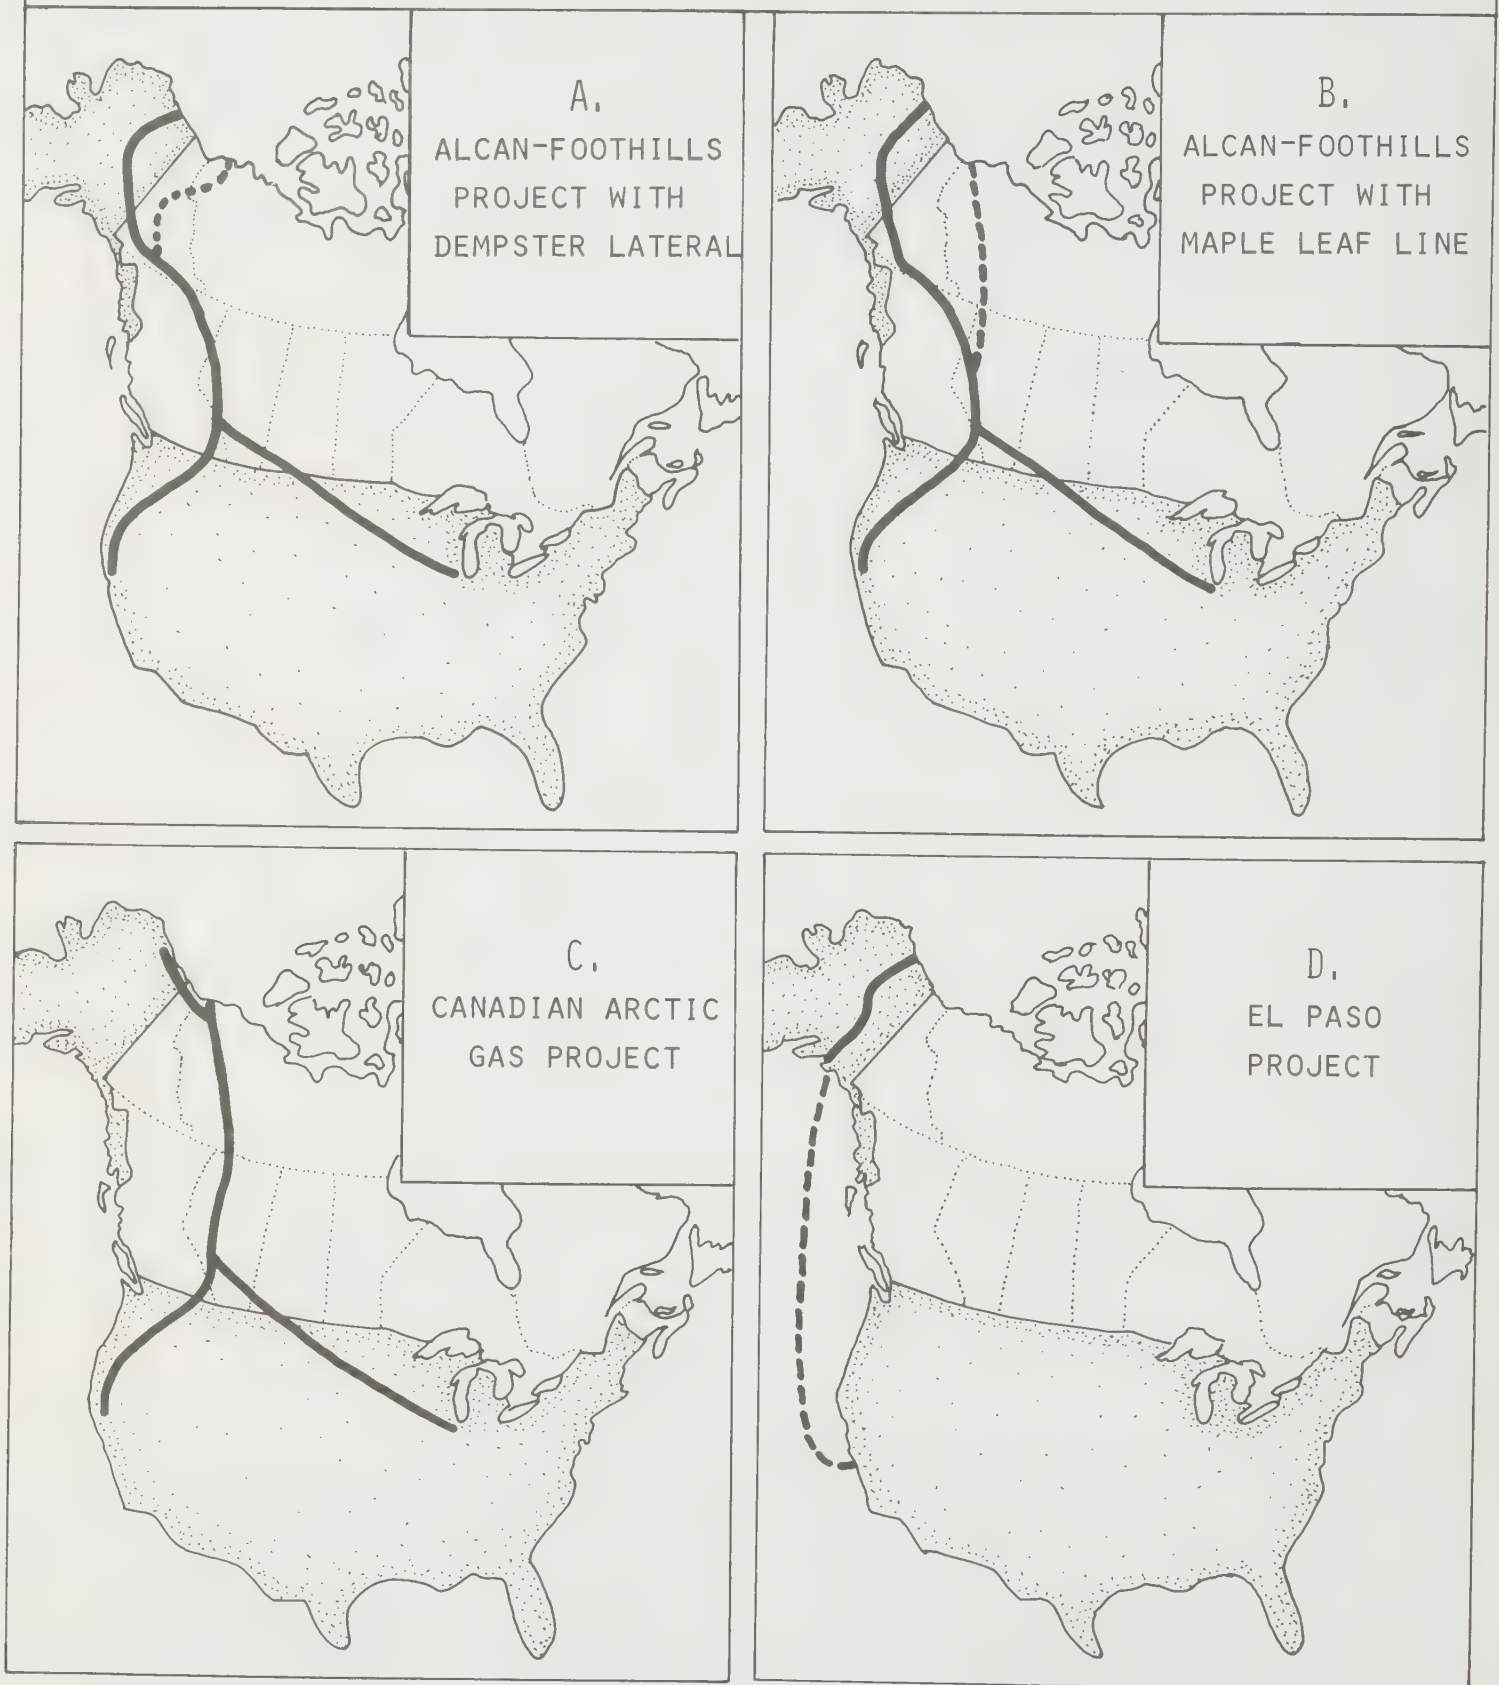 A.
ALCAN-FOOTHILLS
PROJECT WITH
DEMPSTER LATERAL
B.
ALCAN-FOOTHILLS
PROJECT WITH
MAPLE LEAF LINE
C.
CANADIAN ARCTIC
GAS PROJECT
D.
EL PASO
PROJECT